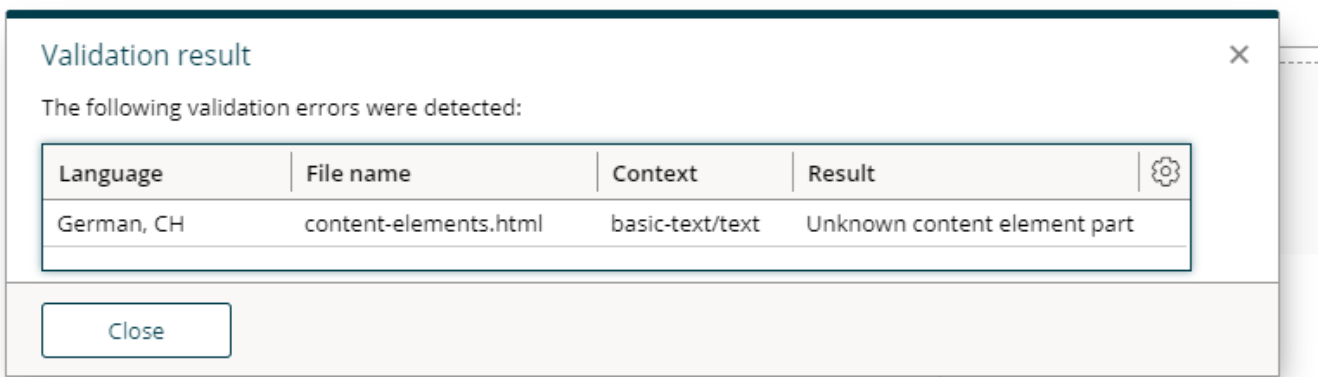 Validation result
The following validation errors were detected:
Language File name Context Result
German, CH content-elements.html basic-text/text Unknown content element part
Close